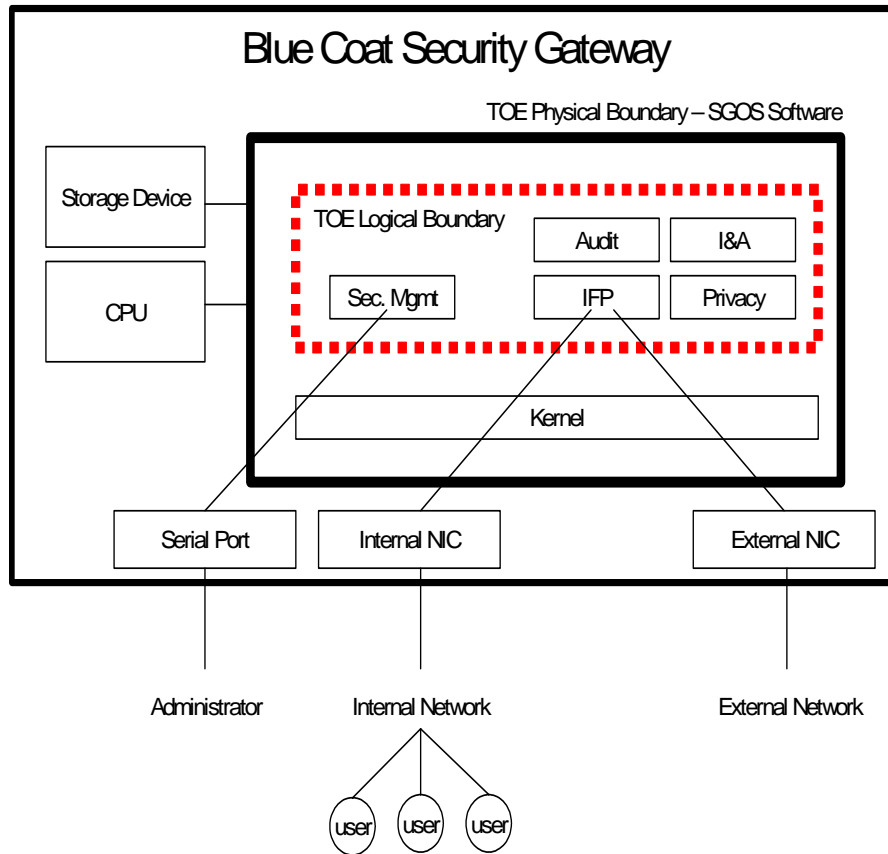 Blue Coat Security Gateway
TOE Physical Boundary – SGOS Software
Storage Device
TOE Logical Boundary
Audit
I&A
CPU
Sec. Mgmt
IFP
Privacy
Kernel
Serial Port
Internal NIC
External NIC
Administrator
Internal Network
External Network
user
user
user